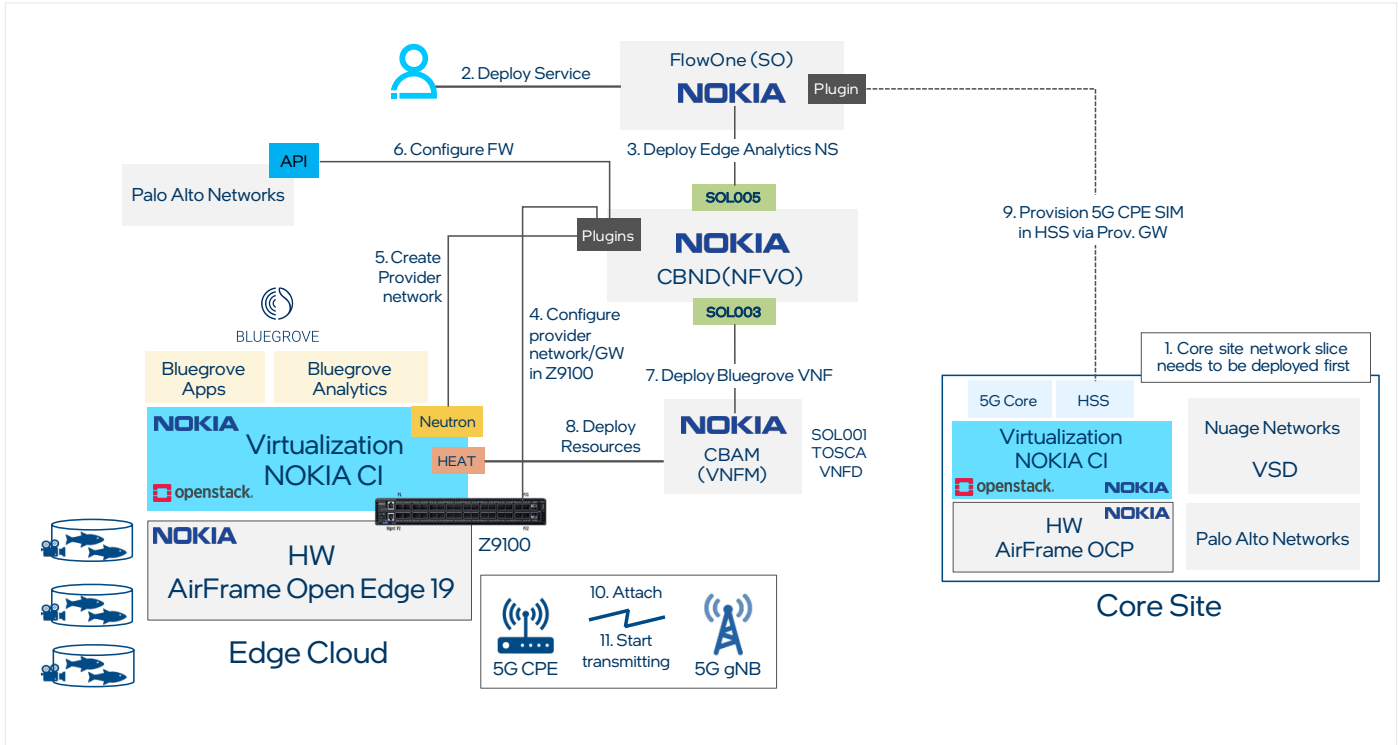 2. Deploy Service
FlowOne (SO)
NOKIA
Plugin
6. Configure FW
3. Deploy Edge Analytics NS
API
Palo Alto Networks
SOL005
Plugins
NOKIA
CBND(NFVO)
SOL003
9. Provision 5G CPE SIM
in HSS via Prov. GW
5. Create
Provider
network
4. Configure
provider
network/GW
in Z9100
BLUEGROVE
Bluegrove
Apps
Bluegrove
Analytics
7. Deploy Bluegrove VNF
1. Core site network slice
needs to be deployed first
NOKIA
Virtualization
NOKIA CI
openstack.
Neutron
HEAT
8. Deploy
Resources
NOKIA
CBAM
(VNFM)
SOL001
TOSCA
VNFD
5G Core
HSS
Virtualization
NOKIA CI
openstack.
NOKIA
Nuage Networks
VSD
NOKIA
HW
AirFrame OCP
Palo Alto Networks
Core Site
Mgmt P2
P32
Z9100
NOKIA
HW
AirFrame Open Edge 19
Edge Cloud
10. Attach
11. Start
transmitting
5G CPE
5G gNB